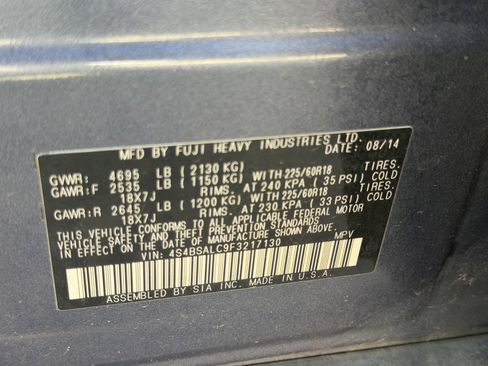 MFD BY FUJI HEAVY INDUSTRIES LTD.
DATE: 08/14
GVWR: 4695 LB (2130 KG)
GAWR:F 2535 LB (1150 KG) WITH 225/60R18 TIRES.
18X7J RIMS. AT 240 KPA ( 35 PSI) COLD
GAWR:R 2645 LB (1200 KG) WITH 225/60R18 TIRES.
18X7J RIMS. AT 230 KPA ( 33 PSI) COLD
THIS VEHICLE CONFORMS TO ALL APPLICABLE FEDERAL MOTOR
VEHICLE SAFETY AND THEFT PREVENTION STANDARDS
IN EFFECT ON THE DATE OF MANUFACTURE SHOWN ABOVE.
VIN: 4S4BSALC9F3217130 MPV
ASSEMBLED BY SIA INC. MADE IN U.S.A.